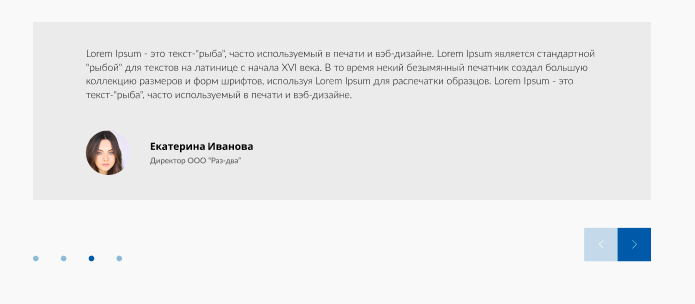 Lorem Ipsum - это текст-"рыба", часто используемый в печати и вэб-дизайне. Lorem Ipsum является стандартной
"рыбой" для текстов на латинице с начала XVI века. В то время некий безымянный печатник создал большую
коллекцию размеров и форм шрифтов, используя Lorem Ipsum для распечатки образцов. Lorem Ipsum - это
текст-"рыба", часто используемый в печати и вэб-дизайне.
Екатерина Иванова
Директор ООО "Раз-два"